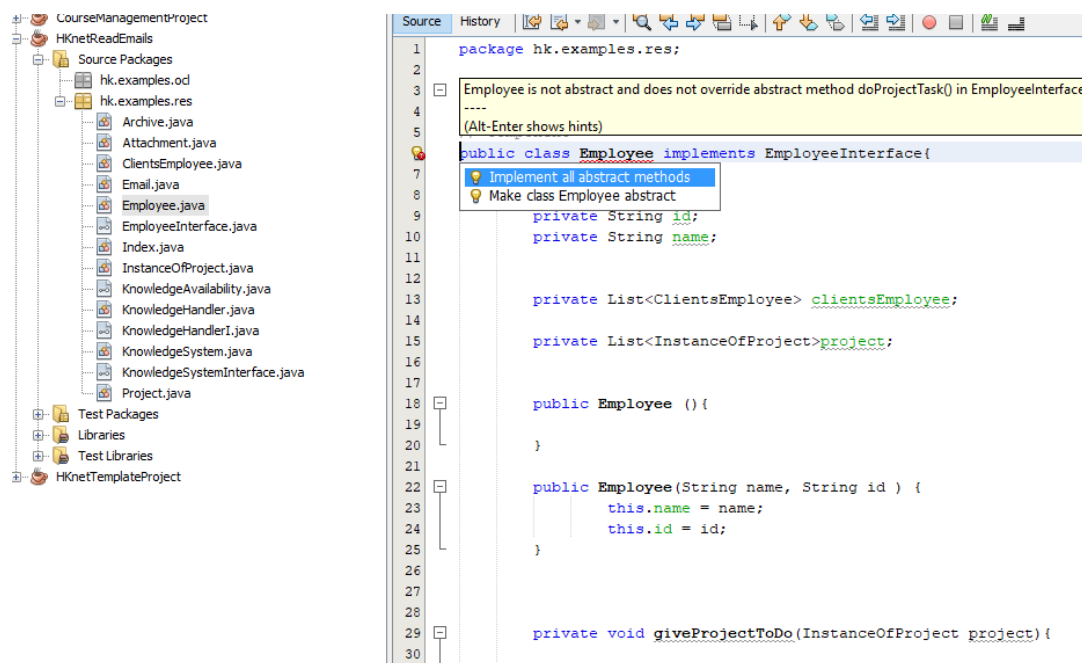 CourseManagementProject
HKnetReadEmails
Source Packages
hk.examples.ocl
hk.examples.res
Archive.java
Attachment.java
ClientsEmployee.java
Email.java
Employee.java
EmployeeInterface.java
Index.java
InstanceOfProject.java
KnowledgeAvailability.java
KnowledgeHandler.java
KnowledgeHandlerI.java
KnowledgeSystem.java
KnowledgeSystemInterface.java
Project.java
Test Packages
Libraries
Test Libraries
HKnetTemplateProject
Source History
1 package hk.examples.res;
2
3 Employee is not abstract and does not override abstract method doProjectTask() in EmployeeInterface
4 ----
5 (Alt-Enter shows hints)
public class Employee implements EmployeeInterface{
7 Implement all abstract methods
8 Make class Employee abstract
9 private String id;
10 private String name;
11
12
13 private List<ClientsEmployee> clientsEmployee;
14
15 private List<InstanceOfProject>project;
16
17
18 public Employee (){
19
20 }
21
22 public Employee(String name, String id ) {
23 this.name = name;
24 this.id = id;
25 }
26
27
28
29 private void giveProjectToDo(InstanceOfProject project){
30